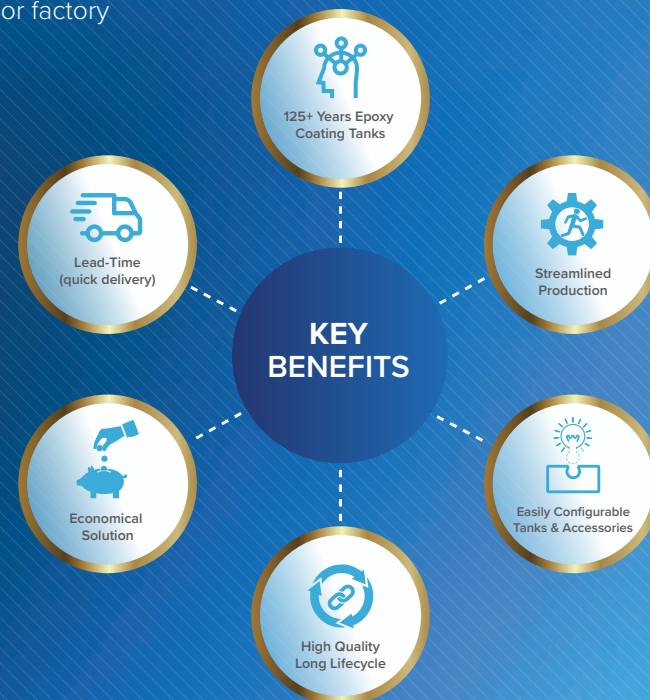 or factory
125+ Years Epoxy
Coating Tanks
Lead-Time
(quick delivery)
Streamlined
Production
KEY
BENEFITS
Economical
Solution
Easily Configurable
Tanks & Accessories
High Quality
Long Lifecycle